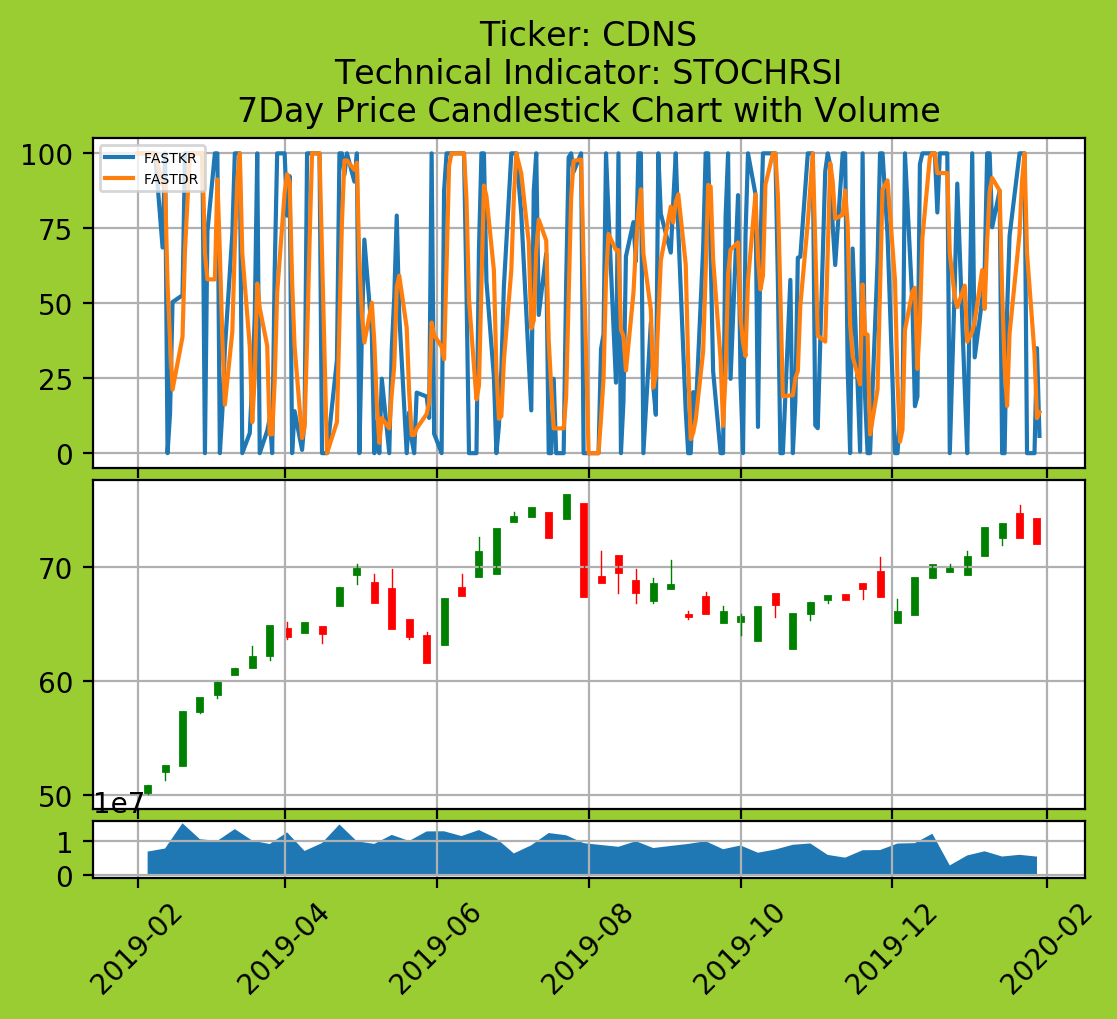 Ticker: CDNS
Technical Indicator: STOCHRSI
7Day Price Candlestick Chart with Volume
100
75
50
25
0
FASTKR
FASTDR
70
60
50
1e7
1
0
2019-02
2019-04
2019-06
2019-08
2019-10
2019-12
2020-02